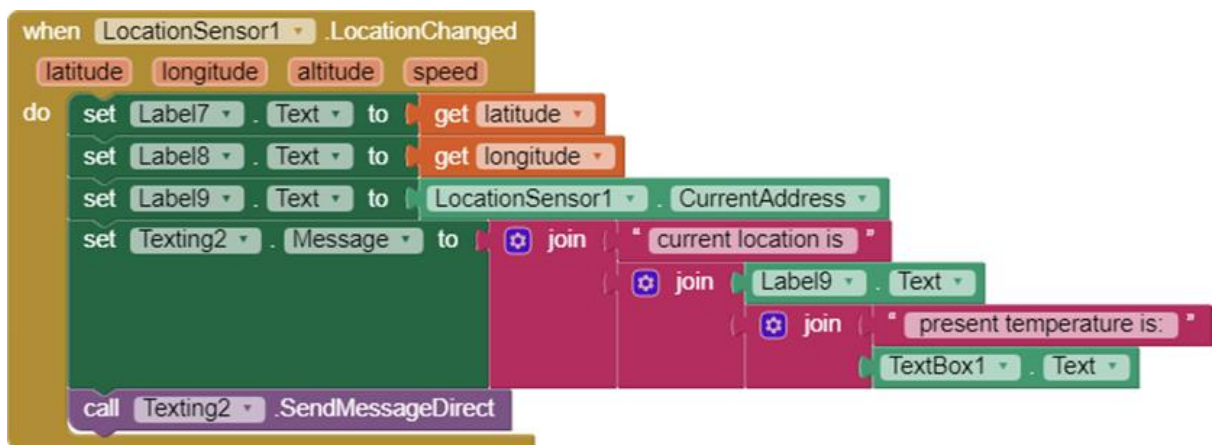 when LocationSensor1 .LocationChanged
latitude longitude altitude speed
do set Label7 . Text to get latitude
set Label8 . Text to get longitude
set Label9 . Text to LocationSensor1 . CurrentAddress
set Texting2 . Message to join " current location is "
join Label9 . Text
join " present temperature is: "
TextBox1 . Text
call Texting2 .SendMessageDirect